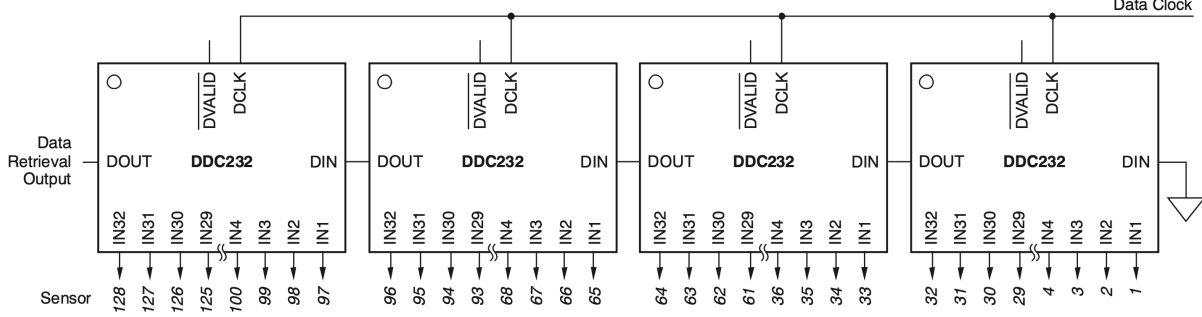 Data Clock
DVALID DCLK DVALID DCLK DVALID DCLK DVALID DCLK
Data
Retrieval
Output
DOUT DDC232 DIN DOUT DDC232 DIN DOUT DDC232 DIN DOUT DDC232 DIN
IN32 IN31 IN30 IN29 IN4 IN3 IN2 IN1 IN32 IN31 IN30 IN29 IN4 IN3 IN2 IN1 IN32 IN31 IN30 IN29 IN4 IN3 IN2 IN1 IN32 IN31 IN30 IN29 IN4 IN3 IN2 IN1
Sensor 128 127 126 125 100 99 98 97 96 95 94 93 68 67 66 65 64 63 62 61 36 35 34 33 32 31 30 29 4 3 2 1